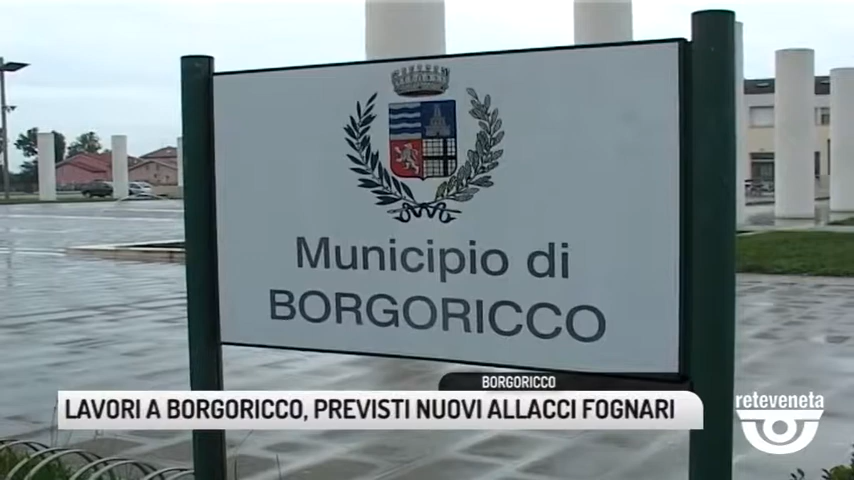 Municipio di
BORGORICCO
BORGORICCO
LAVORI A BORGORICCO, PREVISTI NUOVI ALLACCI FOGNARI
reteveneta